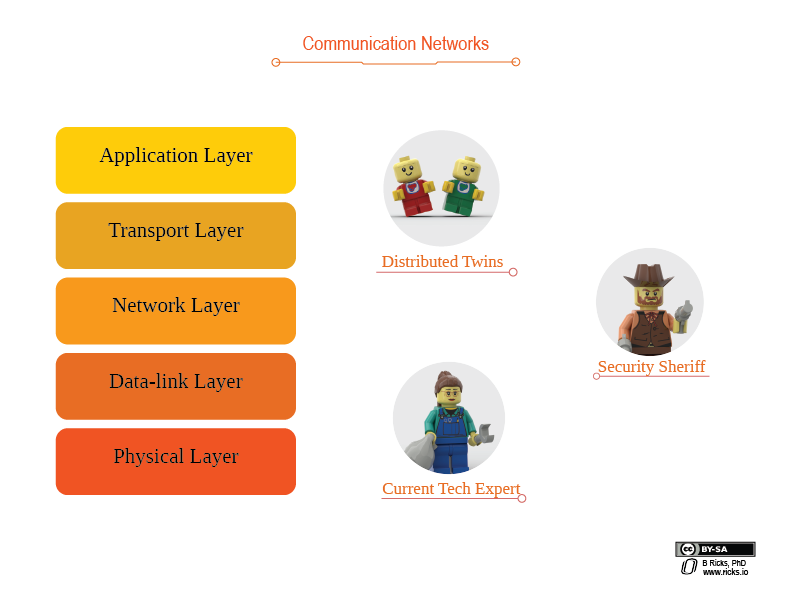 Communication Networks
Application Layer
Transport Layer
Network Layer
Data-link Layer
Physical Layer
Distributed Twins
Security Sheriff
Current Tech Expert
cc BY-SA
B Ricks, PhD
www.ricks.io